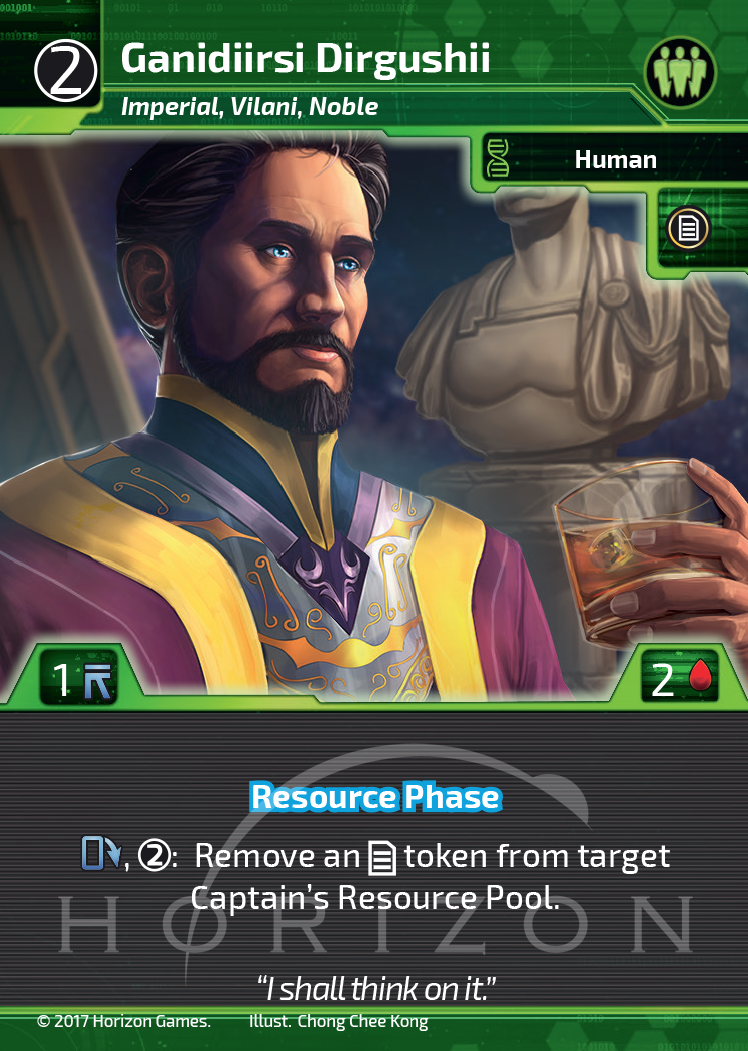 2
Ganidiirsi Dirgushii
Imperial, Vilani, Noble
Human
1
2
Resource Phase
, 2: Remove an token from target
Captain's Resource Pool.
HORIZON
"I shall think on it."
© 2017 Horizon Games. Illust. Chong Chee Kong